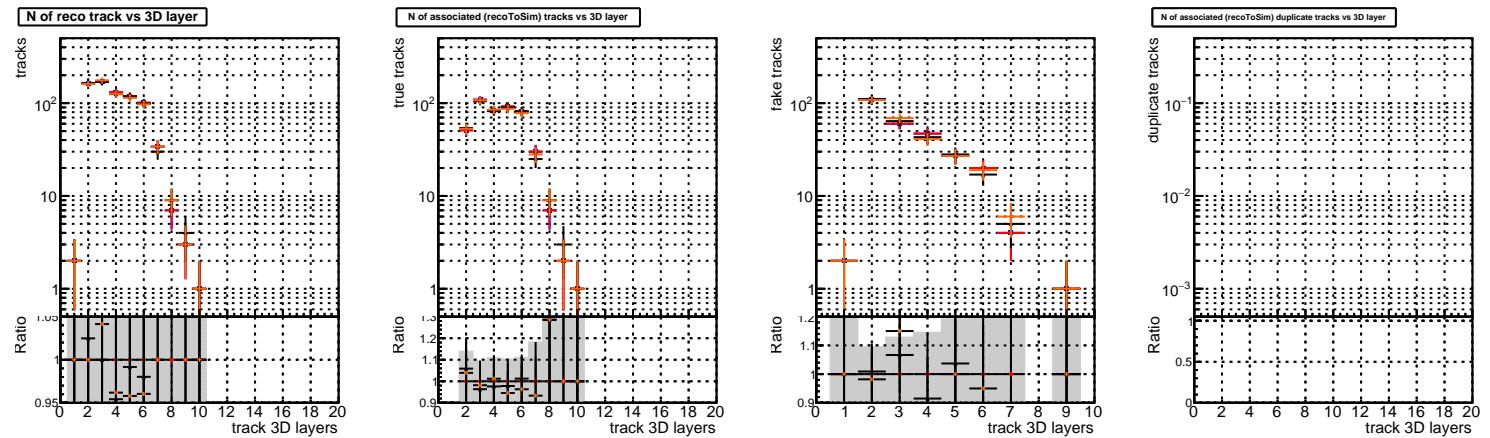 N of reco track vs 3D layer
tracks
10²
10
1
Ratio
1.05
1
0.95
0 2 4 6 8 10 12 14 16 18 20
track 3D layers
N of associated (recoToSim) tracks vs 3D layer
true tracks
10²
10
1
Ratio
1.3
1.2
1.1
1
0.9
0 2 4 6 8 10 12 14 16 18 20
track 3D layers
fake tracks
10²
10
1
Ratio
1.2
1.1
1
0.9
0 1 2 3 4 5 6 7 8 9 10
track 3D layers
N of associated (recoToSim) duplicate tracks vs 3D layer
duplicate tracks
10⁻¹
10⁻²
10⁻³
Ratio
1
0.5
0
0 2 4 6 8 10 12 14 16 18 20
track 3D layers